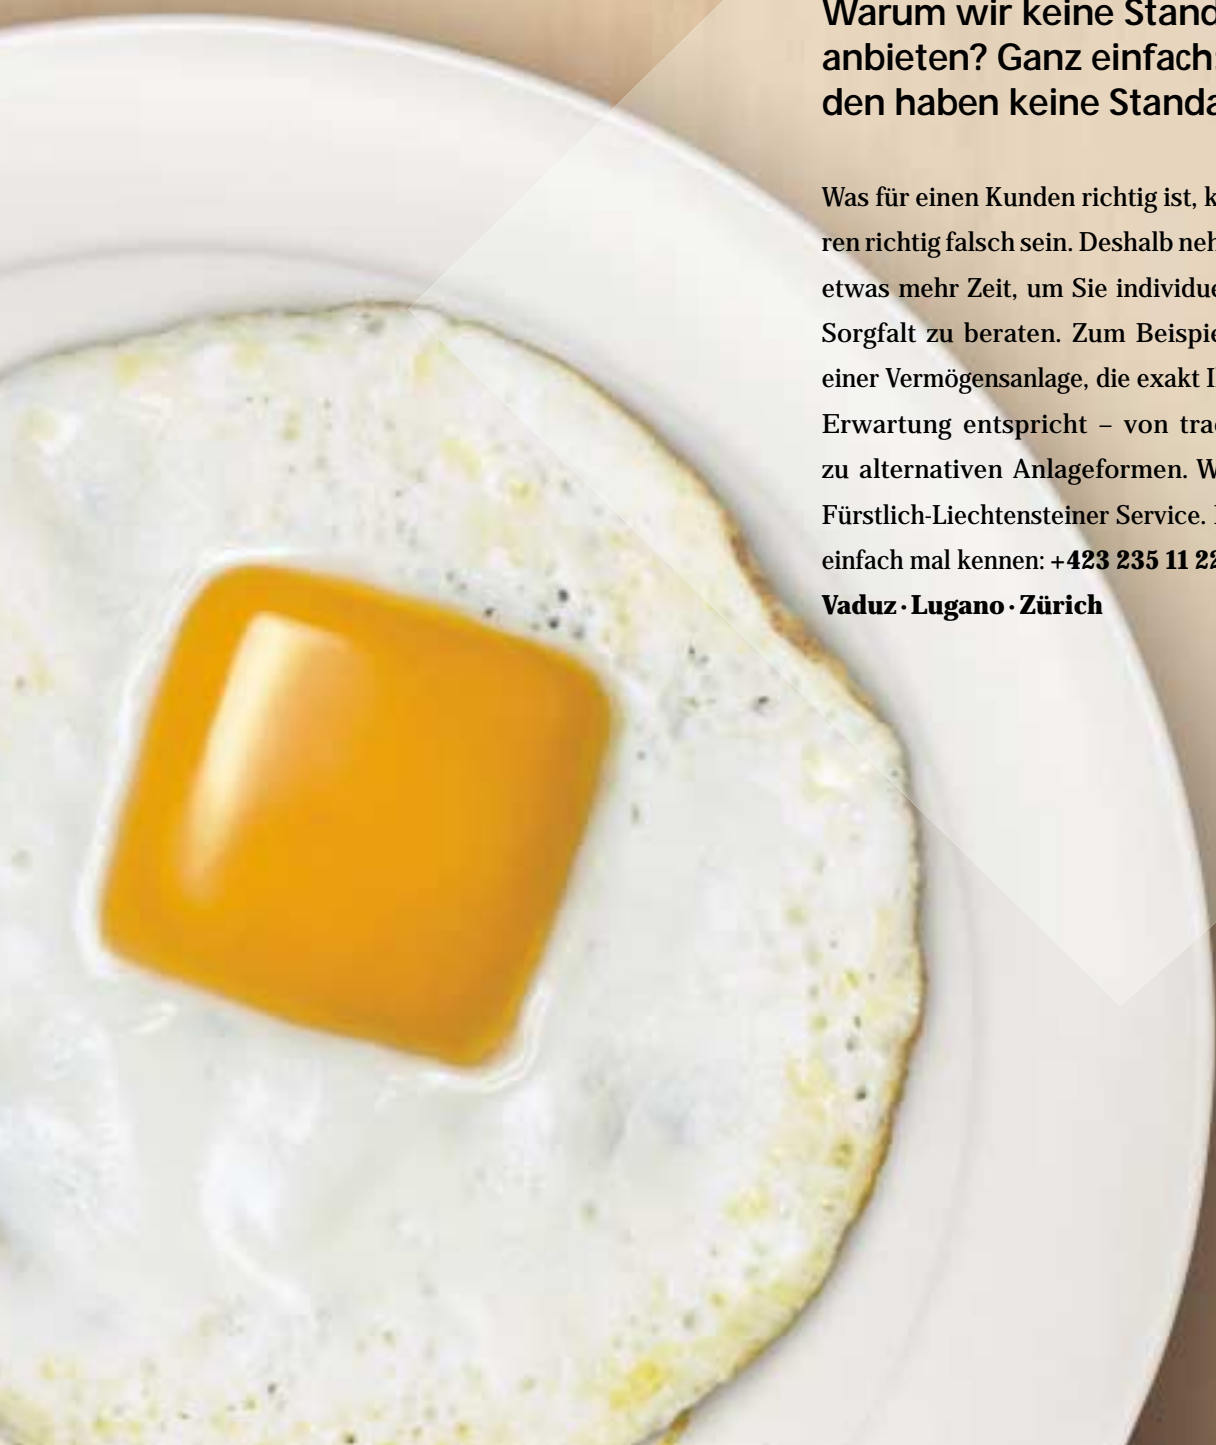 Warum wir keine Stand
anbieten? Ganz einfach:
den haben keine Standa
Was für einen Kunden richtig ist, k
ren richtig falsch sein. Deshalb neh
etwas mehr Zeit, um Sie individue
Sorgfalt zu beraten. Zum Beispie
einer Vermögensanlage, die exakt I
Erwartung entspricht – von trad
zu alternativen Anlageformen. W
Fürstlich-Liechtensteiner Service.
einfach mal kennen: +423 235 11 22
Vaduz · Lugano · Zürich